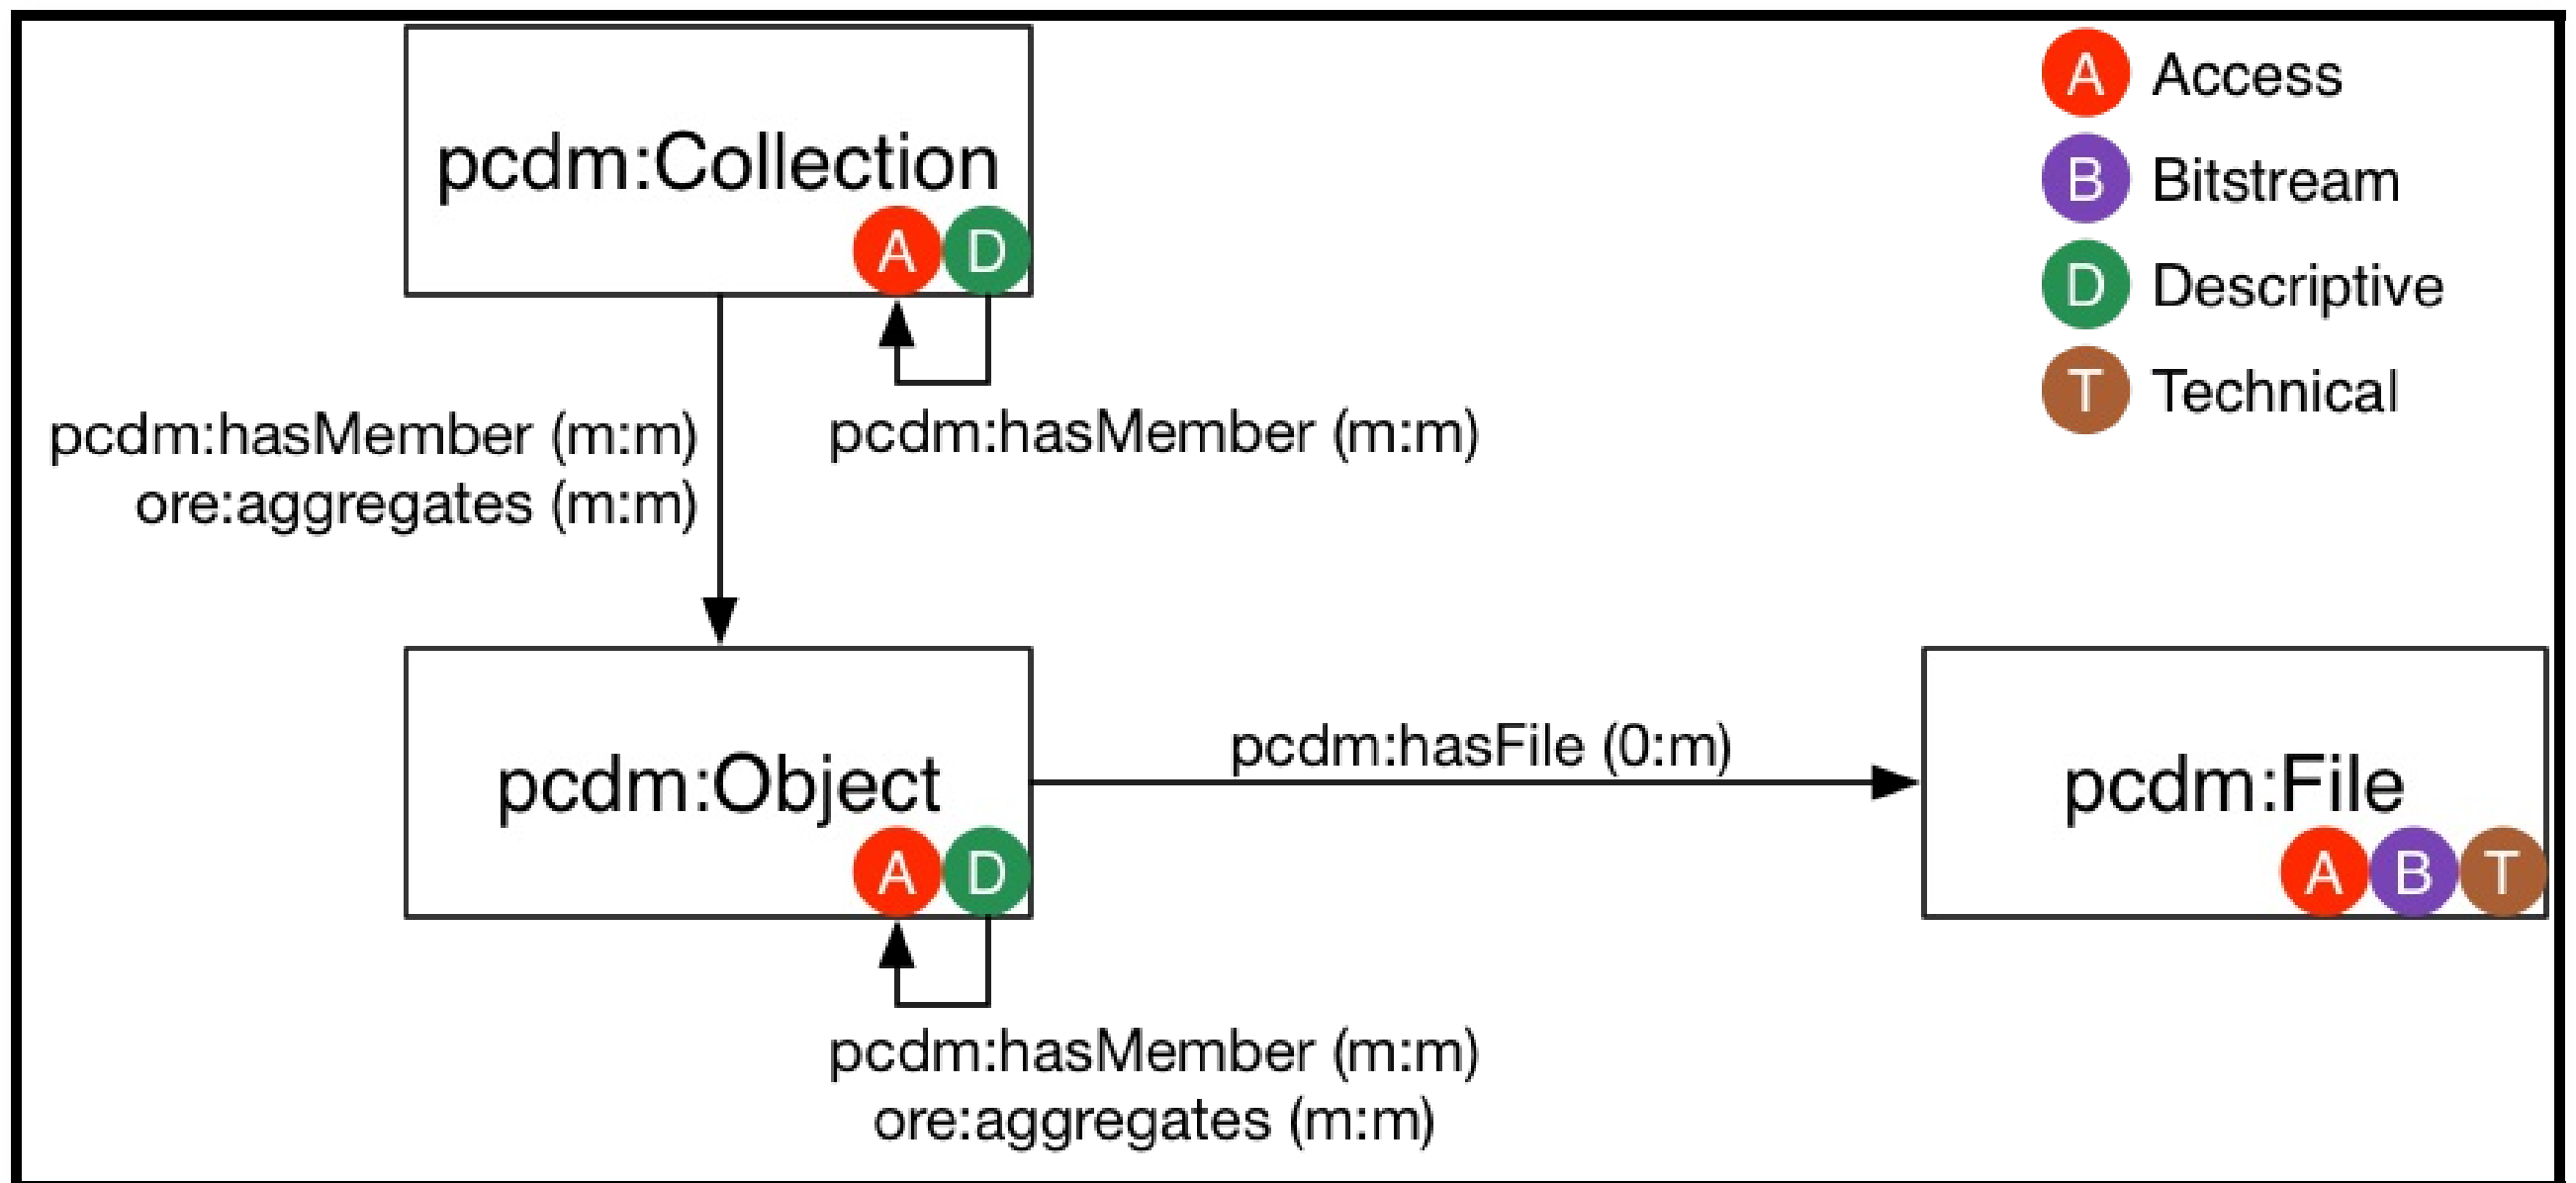 pcdm:Collection
A D
pcdm:hasMember (m:m)
pcdm:hasMember (m:m)
ore:aggregates (m:m)
pcdm:Object
A D
pcdm:hasMember (m:m)
ore:aggregates (m:m)
pcdm:hasFile (0:m)
pcdm:File
A B T
A Access
B Bitstream
D Descriptive
T Technical